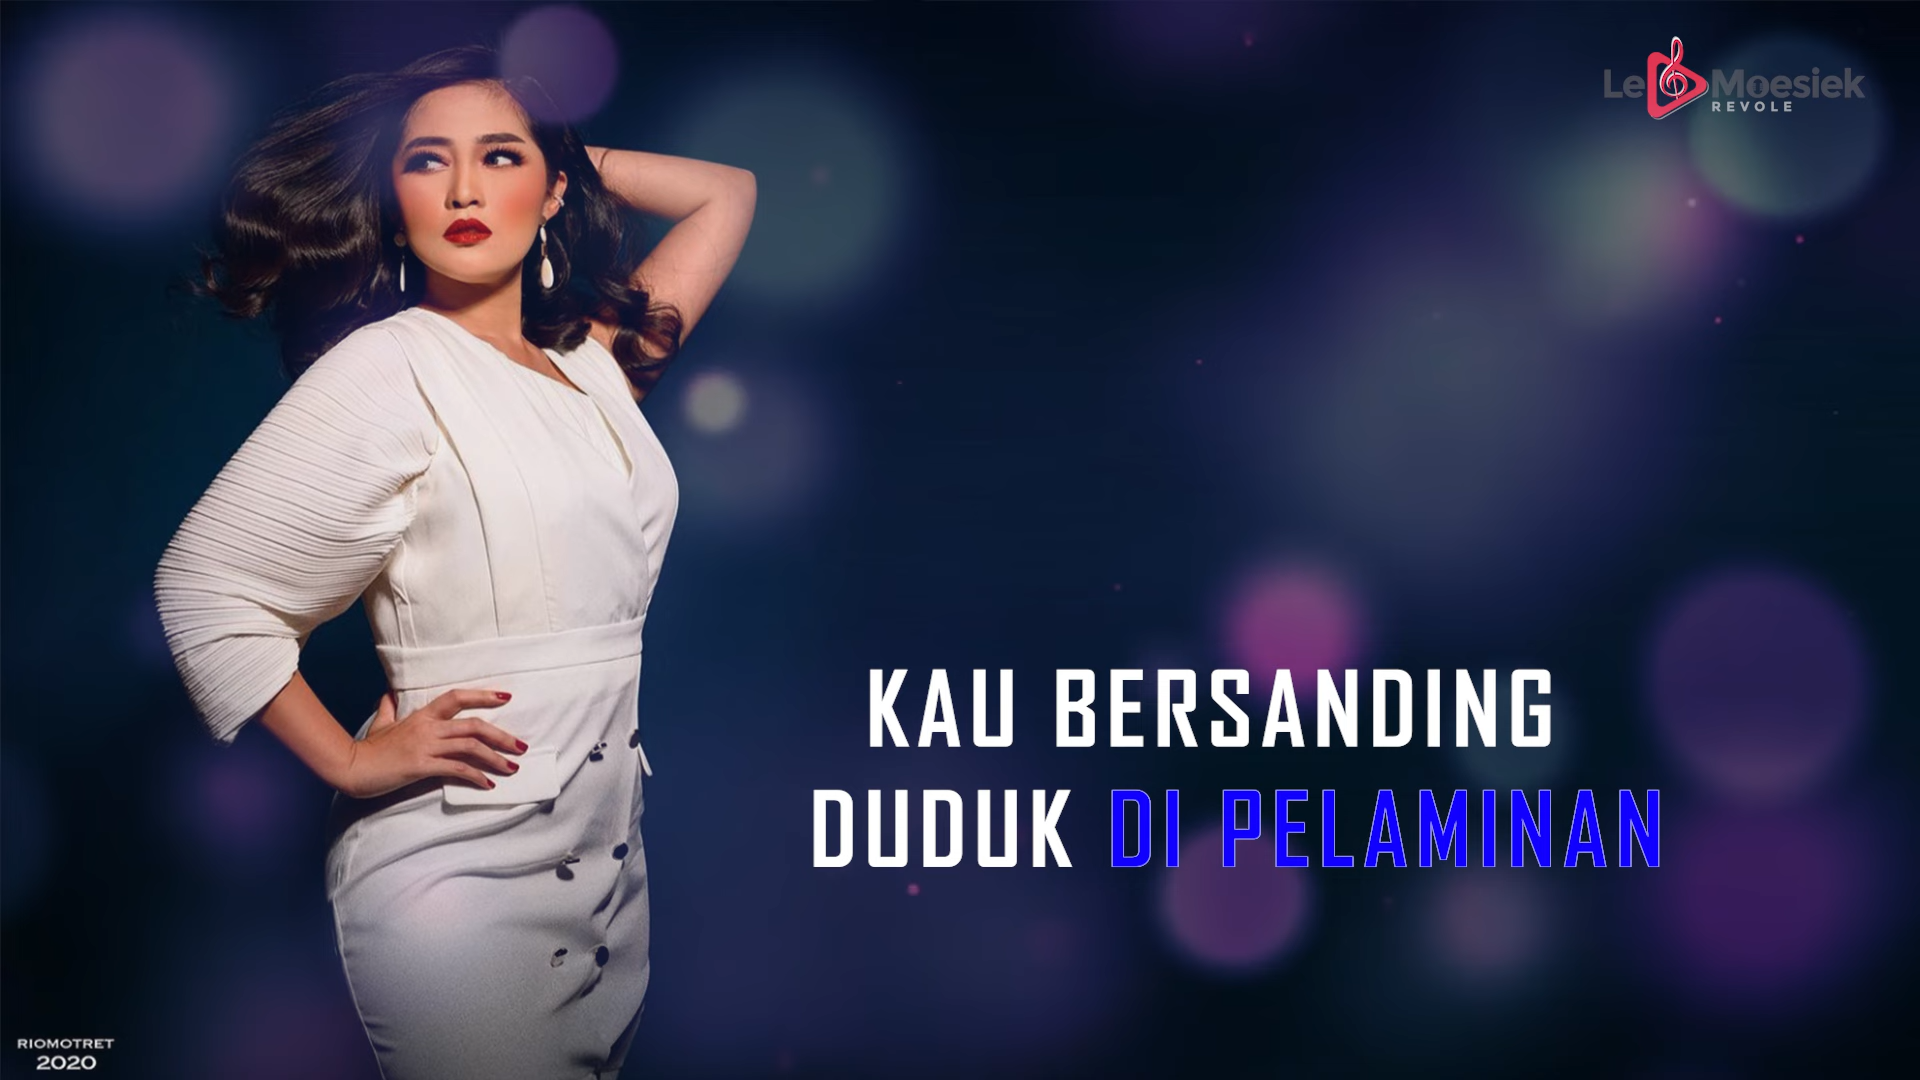 Le Moesiek
REVOLE
KAU BERSANDING
DUDUK DI PELAMINAN
RIOMOTRET
2020